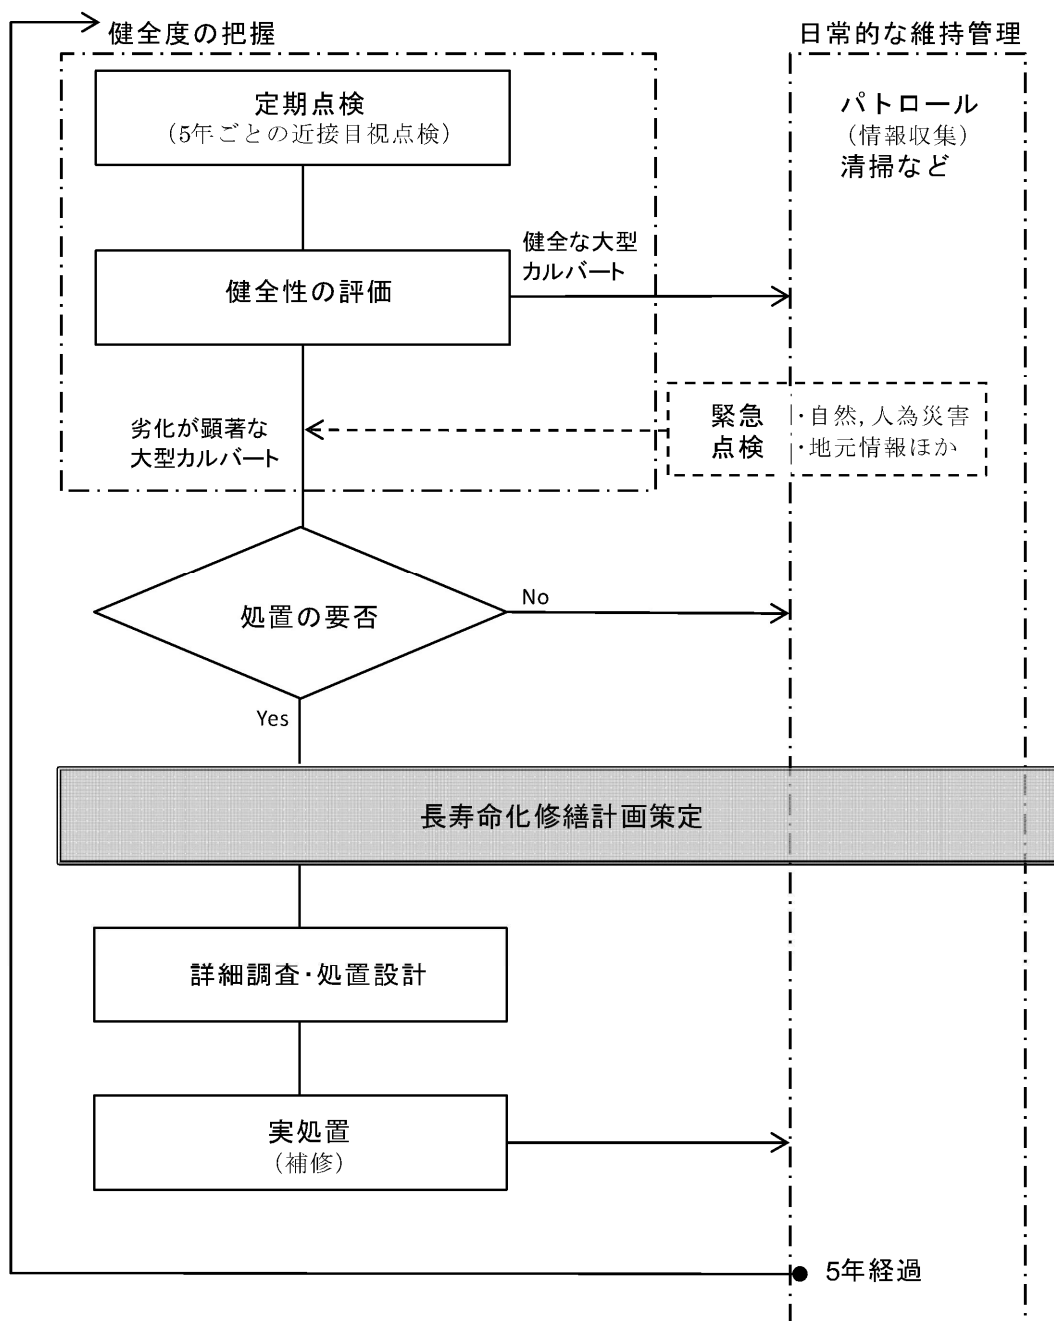 健全度の把握
日常的な維持管理
定期点検
（5年ごとの近接目視点検）
パトロール
（情報収集）
清掃など
健全な大型
カルバート
健全性の評価
緊急
点検
・自然，人為災害
・地元情報ほか
劣化が顕著な
大型カルバート
処置の要否
No
Yes
長寿命化修繕計画策定
詳細調査・処置設計
実処置
（補修）
5年経過